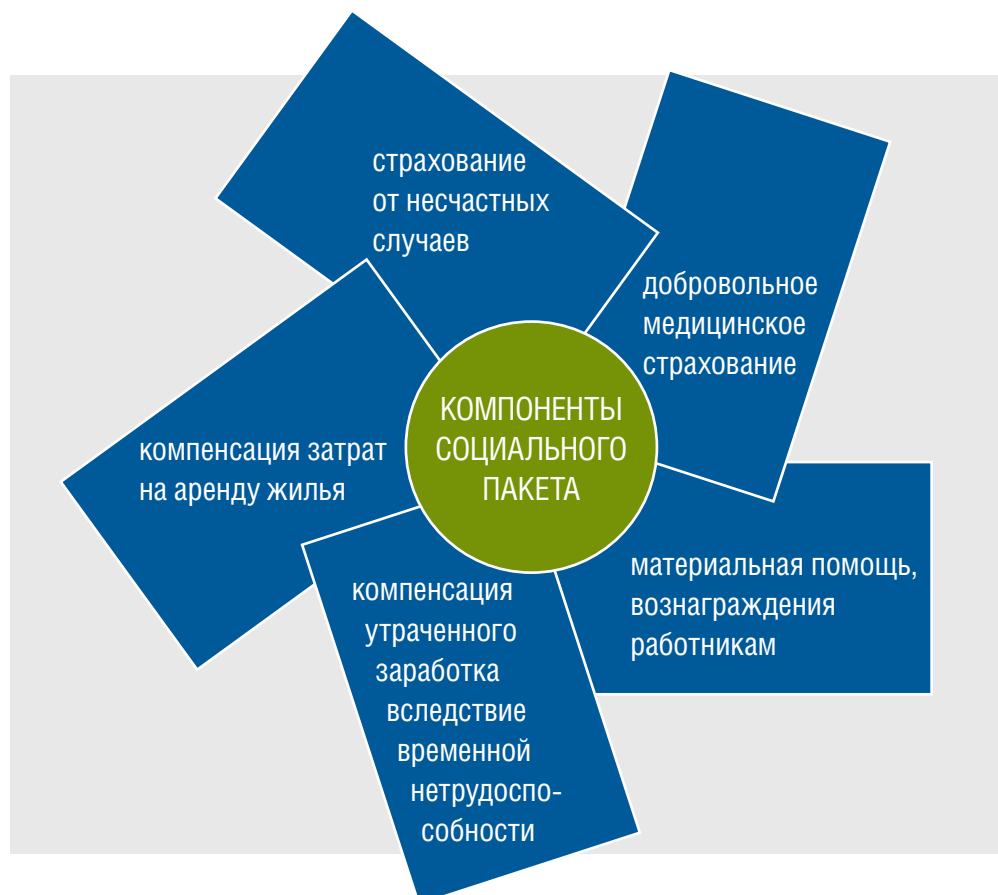 страхование
от несчастных
случаев
добровольное
медицинское
страхование
КОМПОНЕНТЫ
СОЦИАЛЬНОГО
ПАКЕТА
компенсация затрат
на аренду жилья
материальная помощь,
вознаграждения
работникам
компенсация
утраченного
заработка
вследствие
временной
нетрудоспо-
собности